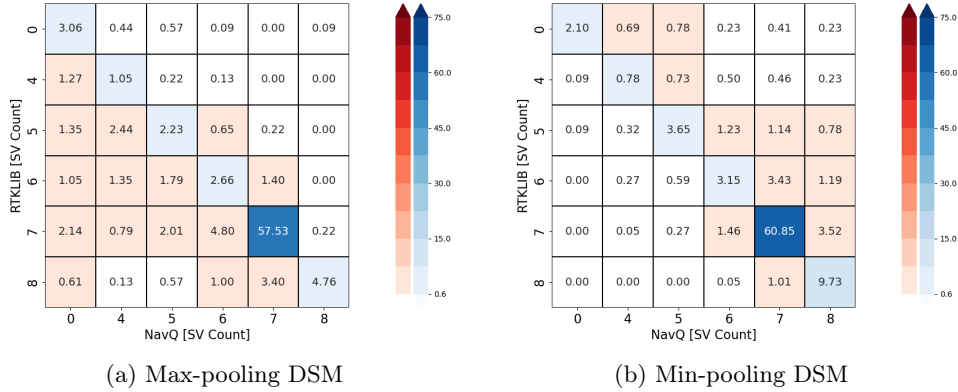 RTKLIB [SV Count]
0 3.06 0.44 0.57 0.09 0.00 0.09
4 1.27 1.05 0.22 0.13 0.00 0.00
5 1.35 2.44 2.23 0.65 0.22 0.00
6 1.05 1.35 1.79 2.66 1.40 0.00
7 2.14 0.79 2.01 4.80 57.53 0.22
8 0.61 0.13 0.57 1.00 3.40 4.76
0 4 5 6 7 8
NavQ [SV Count]
75.0
60.0
45.0
30.0
15.0
0.6
(a) Max-pooling DSM
RTKLIB [SV Count]
0 2.10 0.69 0.78 0.23 0.41 0.23
4 0.09 0.78 0.73 0.50 0.46 0.23
5 0.09 0.32 3.65 1.23 1.14 0.78
6 0.00 0.27 0.59 3.15 3.43 1.19
7 0.00 0.05 0.27 1.46 60.85 3.52
8 0.00 0.00 0.00 0.05 1.01 9.73
0 4 5 6 7 8
NavQ [SV Count]
75.0
60.0
45.0
30.0
15.0
0.6
(b) Min-pooling DSM